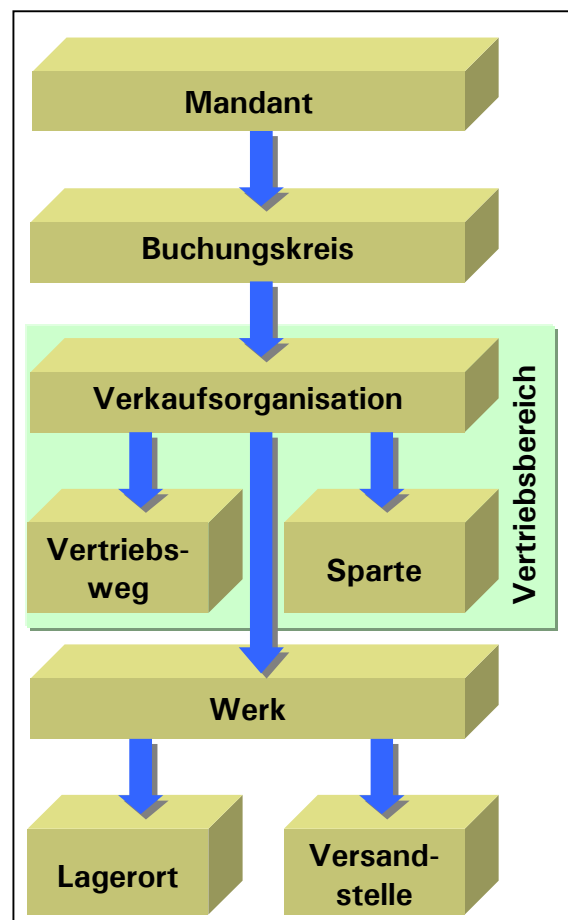 Mandant
Buchungskreis
Verkaufsorganisation
Vertriebs-
weg
Sparte
Vertriebsbereich
Werk
Lagerort
Versand-
stelle